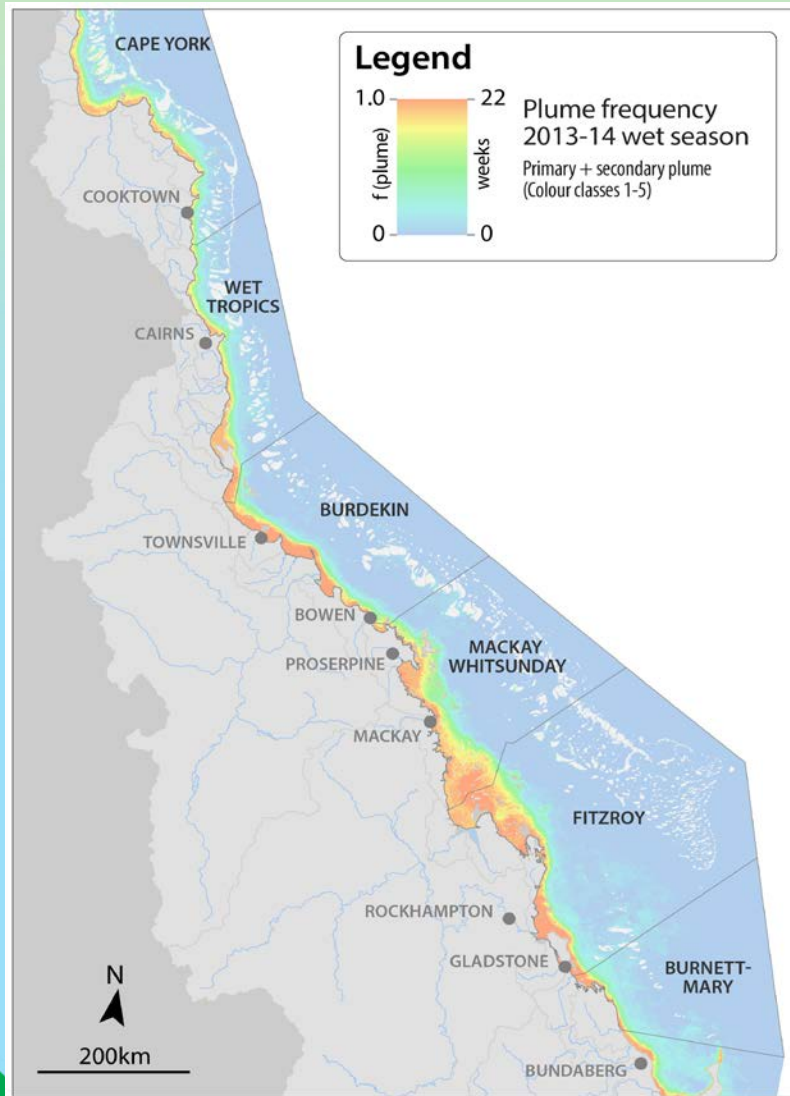 CAPE YORK
Legend
1.0
22
f (plume)
weeks
0
0
Plume frequency
2013-14 wet season
Primary + secondary plume
(Colour classes 1-5)
COOKTOWN
WET
TROPICS
CAIRNS
BURDEKIN
TOWNSVILLE
BOWEN
PROSERPINE
MACKAY
WHITSUNDAY
MACKAY
FITZROY
ROCKHAMPTON
GLADSTONE
BURNETT-
MARY
N
200km
BUNDABERG